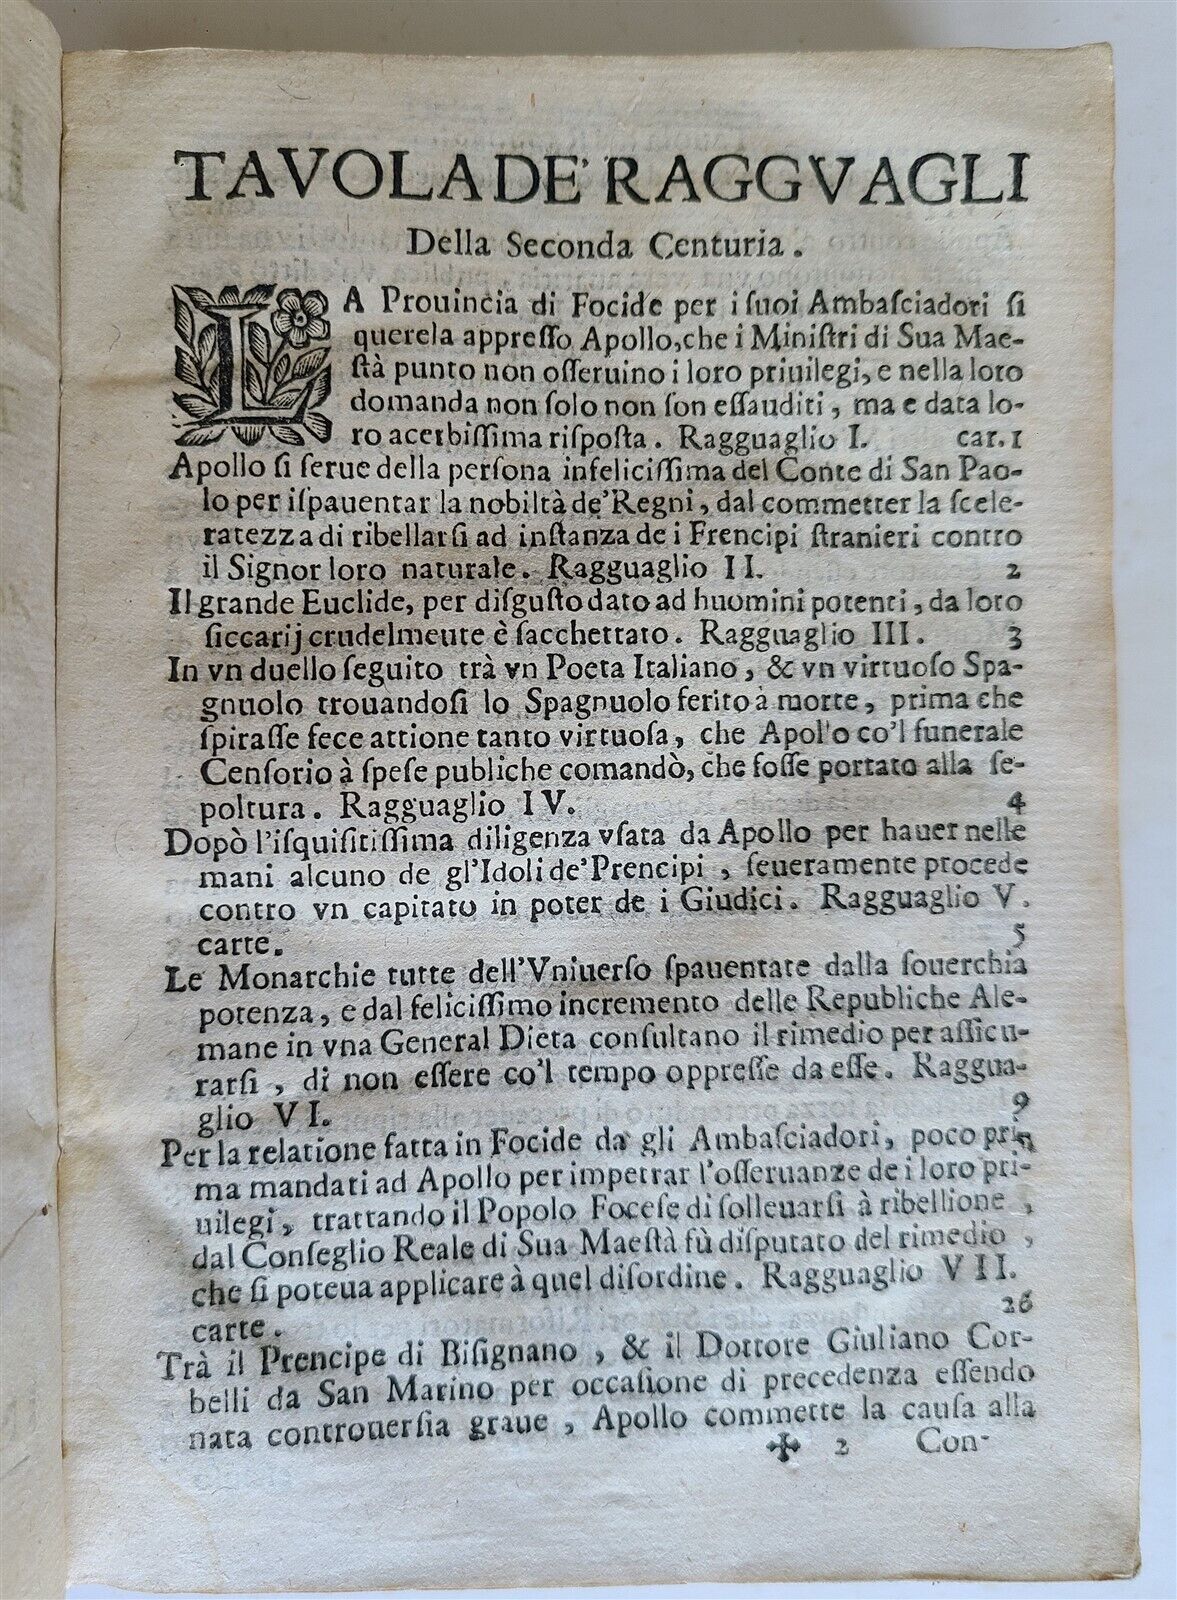 TAVOLA DE' RAGGVAGLI
Della Seconda Centuria.
LA Prouincia di Focide per i ſuoi Ambaſciadori ſi
querela appreſſo Apollo, che i Miniſtri di Sua Mae-
ſtà punto non oſſeruino i loro priuilegi, e nella loro
domanda non ſolo non ſon eſſauditi, ma e data lo-
ro acerbiſſima riſpoſta. Ragguaglio I. car. 1
Apollo ſi ſerue della perſona infeliciſſima del Conte di San Pao-
lo per iſpauentar la nobiltà de' Regni, dal commetter la ſcele-
ratezza di ribellarſi ad inſtanza de i Frencipi ſtranieri contro
il Signor loro naturale. Ragguaglio II. 2
Il grande Euclide, per diſguſto dato ad huomini potenti, da loro
ſiccarij crudelmeute è ſacchettato. Ragguaglio III. 3
In vn duello ſeguito trà vn Poeta Italiano, & vn virtuoſo Spa-
gnuolo trouandoſi lo Spagnuolo ferito à morte, prima che
ſpiraſſe fece attione tanto virtuoſa, che Apol'o co'l funerale
Cenſorio à ſpeſe publiche comandò, che foſſe portato alla ſe-
poltura. Ragguaglio IV. 4
Dopò l'iſquiſitiſſima diligenza vſata da Apollo per hauer nelle
mani alcuno de gl'Idoli de' Prencipi, ſeueramente procede
contro vn capitato in poter de i Giudici. Ragguaglio V.
carte. 5
Le Monarchie tutte dell'Vniuerſo ſpauentate dalla ſouerchia
potenza, e dal feliciſſimo incremento delle Republiche Ale-
mane in vna General Dieta conſultano il rimedio per aſſicu-
rarſi, di non eſſere co'l tempo oppreſſe da eſſe. Raggua-
glio VI. 9
Per la relatione fatta in Focide da gli Ambaſciadori, poco pri-
ma mandati ad Apollo per impetrar l'oſſeruanze de i loro pri-
uilegi, trattando il Popolo Foceſe di ſolleuarſi à ribellione,
dal Conſeglio Reale di Sua Maeſtà fù diſputato del rimedio,
che ſi poteua applicare à quel diſordine. Ragguaglio VII.
carte. 26
Trà il Prencipe di Biſignano, & il Dottore Giuliano Cor-
belli da San Marino per occaſione di precedenza eſſendo
nata controuerſia graue, Apollo commette la cauſa alla
✠ 2 Con-